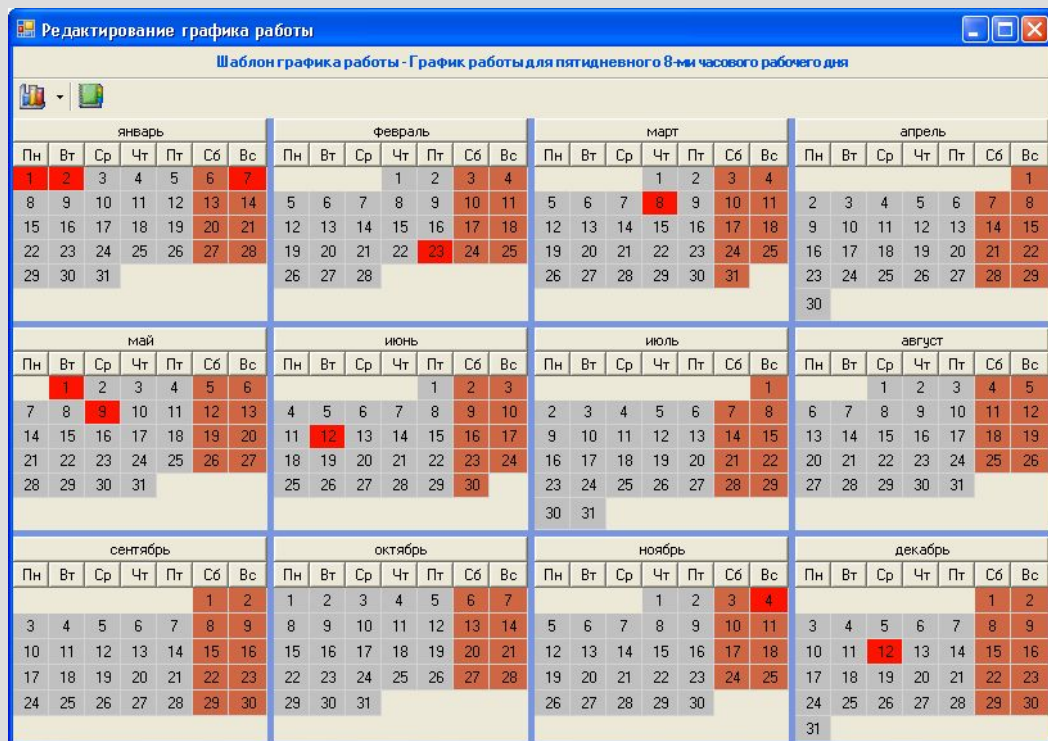 Редактирование графика работы
Шаблон графика работы - График работы для пятидневного 8-ми часового рабочего дня
январь февраль март апрель
Пн Вт Ср Чт Пт Сб Вс Пн Вт Ср Чт Пт Сб Вс Пн Вт Ср Чт Пт Сб Вс Пн Вт Ср Чт Пт Сб Вс
1 2 3 4 5 6 7 1 2 3 4 1 2 3 4 1
8 9 10 11 12 13 14 5 6 7 8 9 10 11 5 6 7 8 9 10 11 2 3 4 5 6 7 8
15 16 17 18 19 20 21 12 13 14 15 16 17 18 12 13 14 15 16 17 18 9 10 11 12 13 14 15
22 23 24 25 26 27 28 19 20 21 22 23 24 25 19 20 21 22 23 24 25 16 17 18 19 20 21 22
29 30 31 26 27 28 26 27 28 29 30 31 23 24 25 26 27 28 29
30
май июнь июль август
Пн Вт Ср Чт Пт Сб Вс Пн Вт Ср Чт Пт Сб Вс Пн Вт Ср Чт Пт Сб Вс Пн Вт Ср Чт Пт Сб Вс
1 2 3 4 5 6 1 2 3 1 1 2 3 4 5
7 8 9 10 11 12 13 4 5 6 7 8 9 10 2 3 4 5 6 7 8 6 7 8 9 10 11 12
14 15 16 17 18 19 20 11 12 13 14 15 16 17 9 10 11 12 13 14 15 13 14 15 16 17 18 19
21 22 23 24 25 26 27 18 19 20 21 22 23 24 16 17 18 19 20 21 22 20 21 22 23 24 25 26
28 29 30 31 25 26 27 28 29 30 23 24 25 26 27 28 29 27 28 29 30 31
30 31
сентябрь октябрь ноябрь декабрь
Пн Вт Ср Чт Пт Сб Вс Пн Вт Ср Чт Пт Сб Вс Пн Вт Ср Чт Пт Сб Вс Пн Вт Ср Чт Пт Сб Вс
1 2 1 2 3 4 5 6 7 1 2 3 4 1 2
3 4 5 6 7 8 9 8 9 10 11 12 13 14 5 6 7 8 9 10 11 3 4 5 6 7 8 9
10 11 12 13 14 15 16 15 16 17 18 19 20 21 12 13 14 15 16 17 18 10 11 12 13 14 15 16
17 18 19 20 21 22 23 22 23 24 25 26 27 28 19 20 21 22 23 24 25 17 18 19 20 21 22 23
24 25 26 27 28 29 30 29 30 31 26 27 28 29 30 24 25 26 27 28 29 30
31